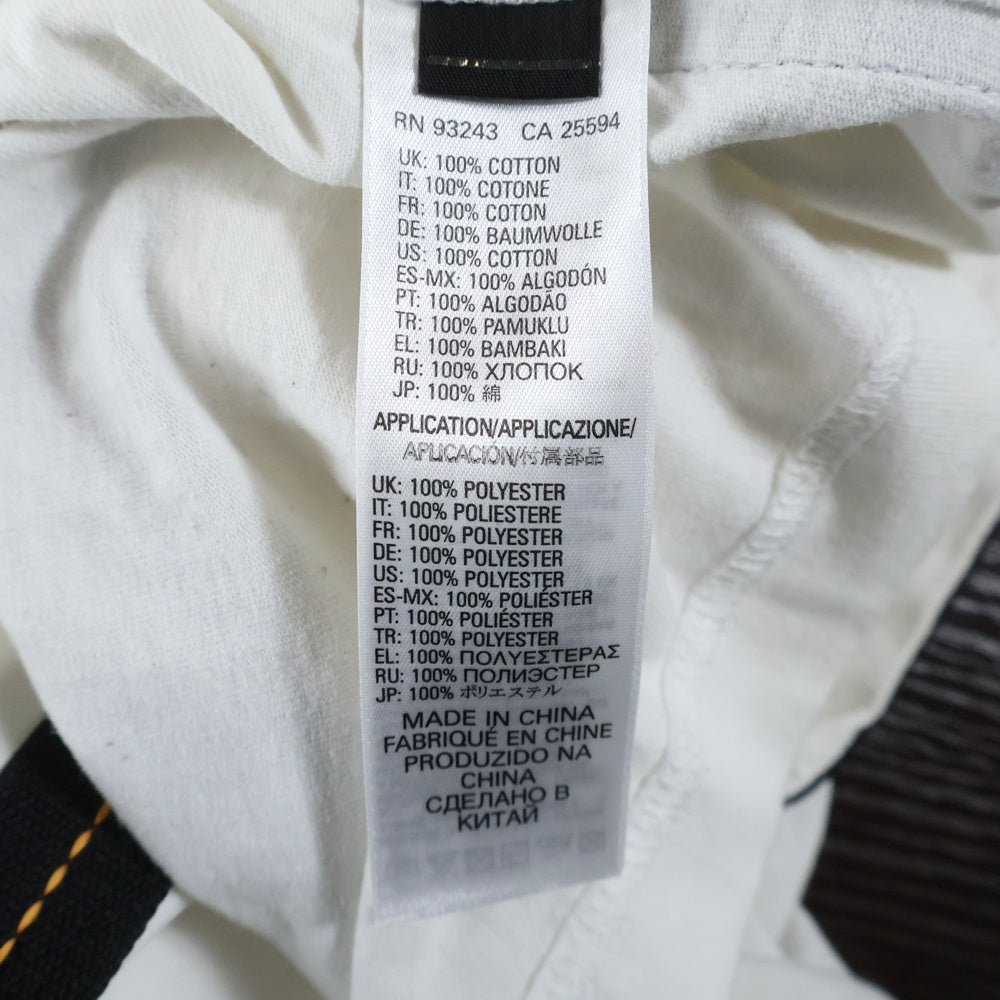 RN 93243 CA 25594
UK: 100% COTTON
IT: 100% COTONE
FR: 100% COTON
DE: 100% BAUMWOLLE
US: 100% COTTON
ES-MX: 100% ALGODÓN
PT: 100% ALGODÃO
TR: 100% PAMUKLU
EL: 100% BAMBAKI
RU: 100% ХЛОПОК
JP: 100% 綿
APPLICATION/APPLICAZIONE/
APLICACIÓN/付属部品
UK: 100% POLYESTER
IT: 100% POLIESTERE
FR: 100% POLYESTER
DE: 100% POLYESTER
US: 100% POLYESTER
ES-MX: 100% POLIÉSTER
PT: 100% POLIÉSTER
TR: 100% POLYESTER
EL: 100% ΠΟΛΥΕΣΤΕΡΑΣ
RU: 100% ПОЛИЭСТЕР
JP: 100% ポリエステル
MADE IN CHINA
FABRIQUÉ EN CHINE
PRODUZIDO NA
CHINA
СДЕЛАНО В
КИТАЙ